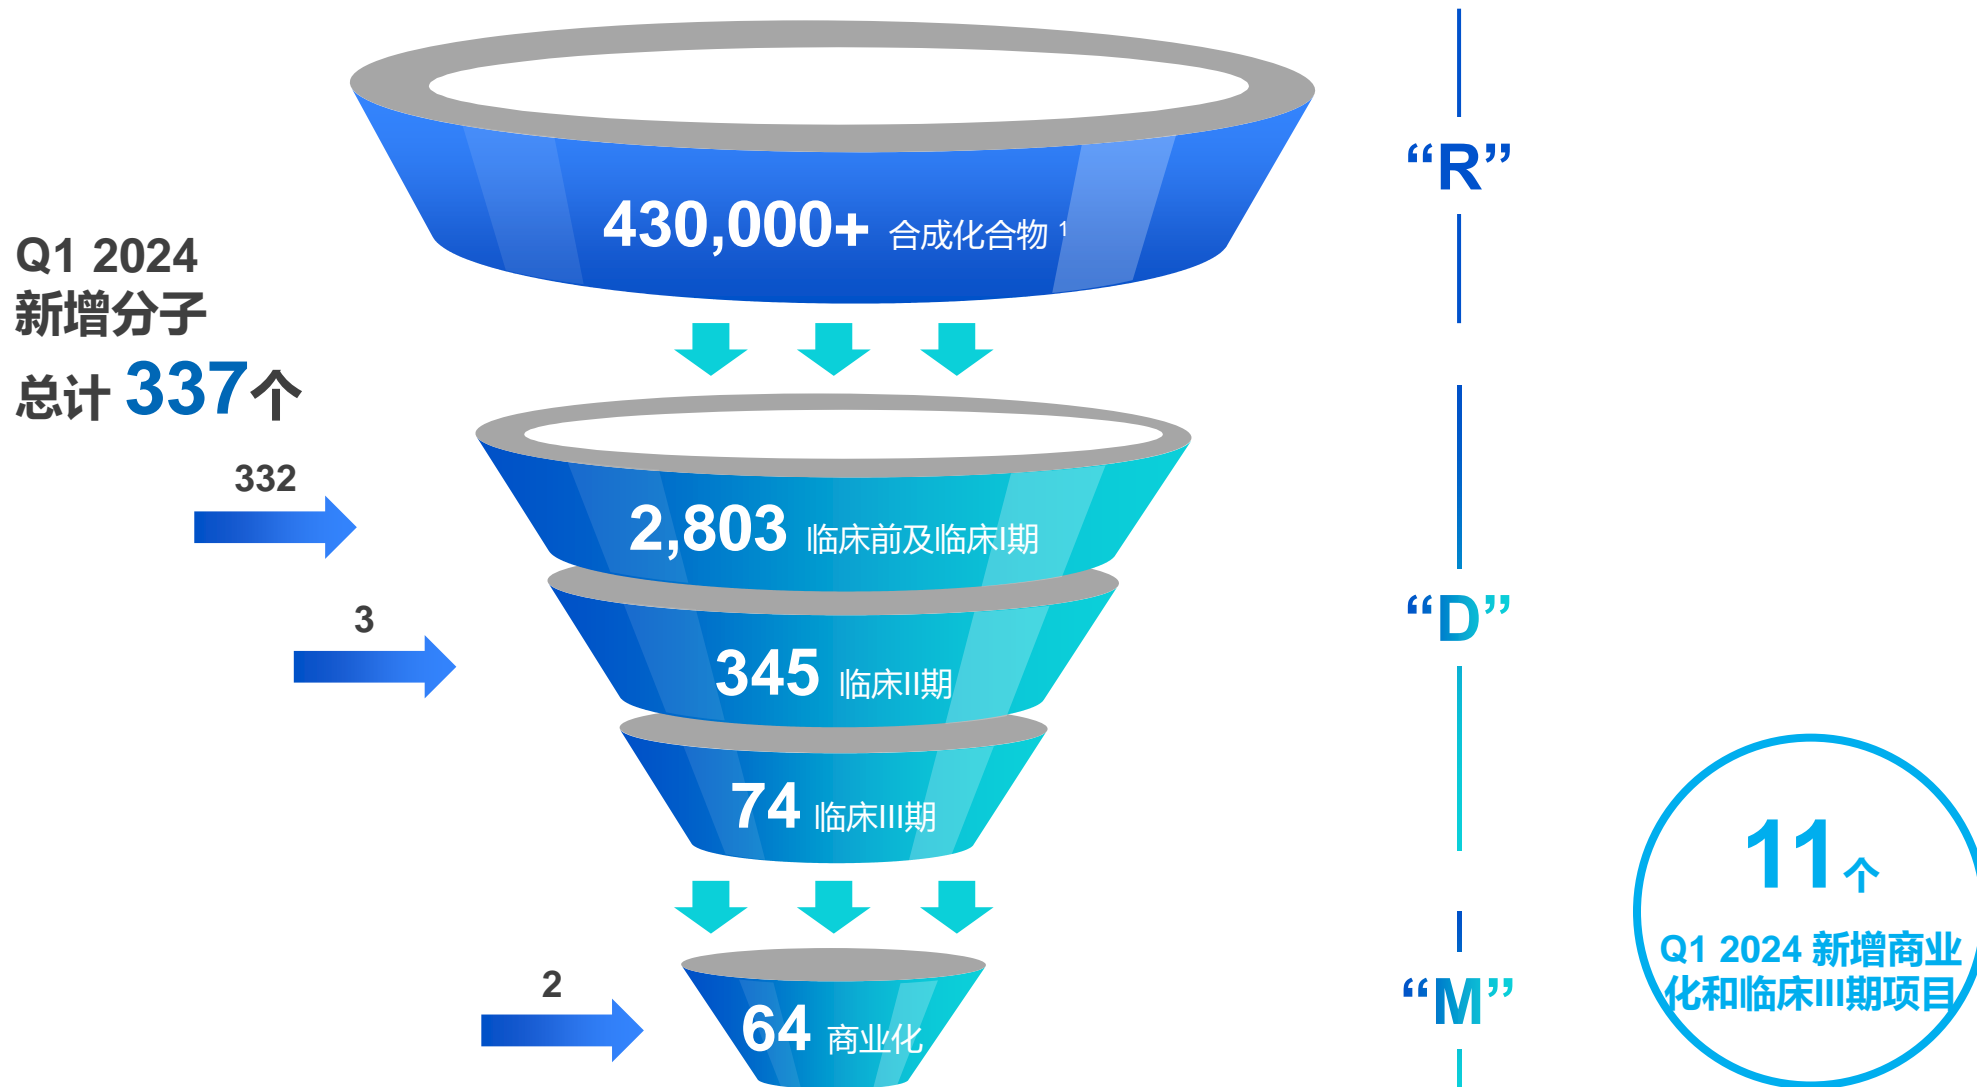 430,000+ 合成化合物 1
“R”
Q1 2024
新增分子
总计 337个
332
2,803 临床前及临床I期
3
345 临床II期
“D”
74 临床III期
2
64 商业化
“M”
11个
Q1 2024 新增商业
化和临床III期项目